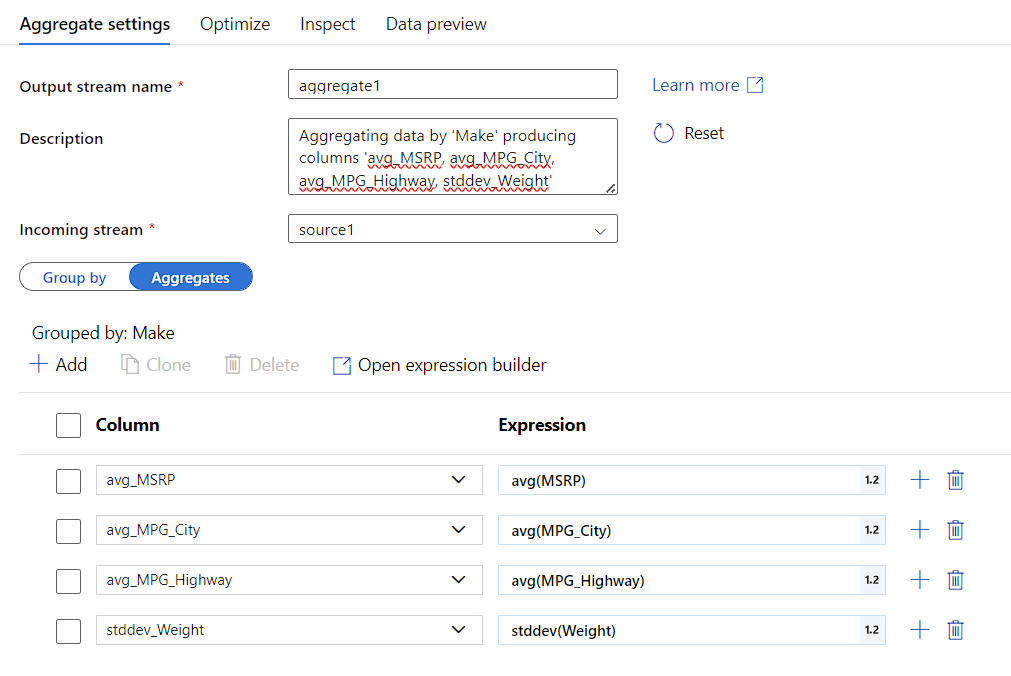 Aggregate settings Optimize Inspect Data preview
Output stream name * aggregate1 Learn more
Description Aggregating data by 'Make' producing Reset
columns 'avg_MSRP, avg_MPG_City,
avg_MPG_Highway, stddev_Weight'
Incoming stream * source1
Group by Aggregates
Grouped by: Make
Add Clone Delete Open expression builder
Column Expression
avg_MSRP avg(MSRP) 1.2
avg_MPG_City avg(MPG_City) 1.2
avg_MPG_Highway avg(MPG_Highway) 1.2
stddev_Weight stddev(Weight) 1.2